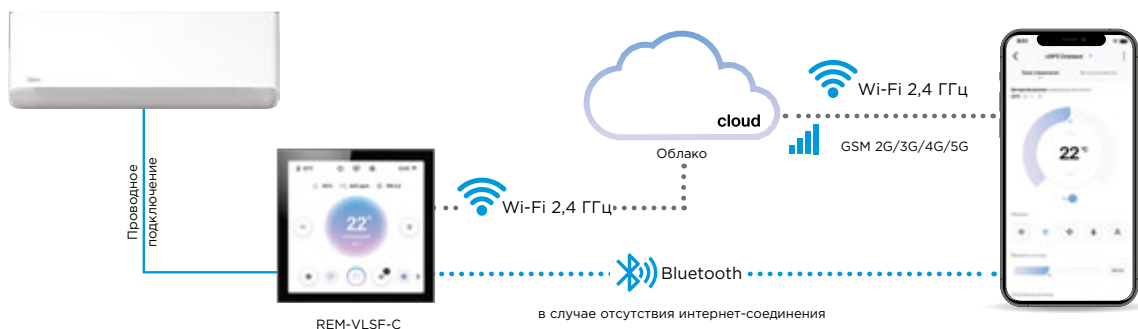 Wi-Fi 2,4 ГГц
cloud
GSM 2G/3G/4G/5G
Облако
Проводное
подключение
22°
Wi-Fi 2,4 ГГц
22 °C
Bluetooth
в случае отсутствия интернет-соединения
REM-VLSF-C